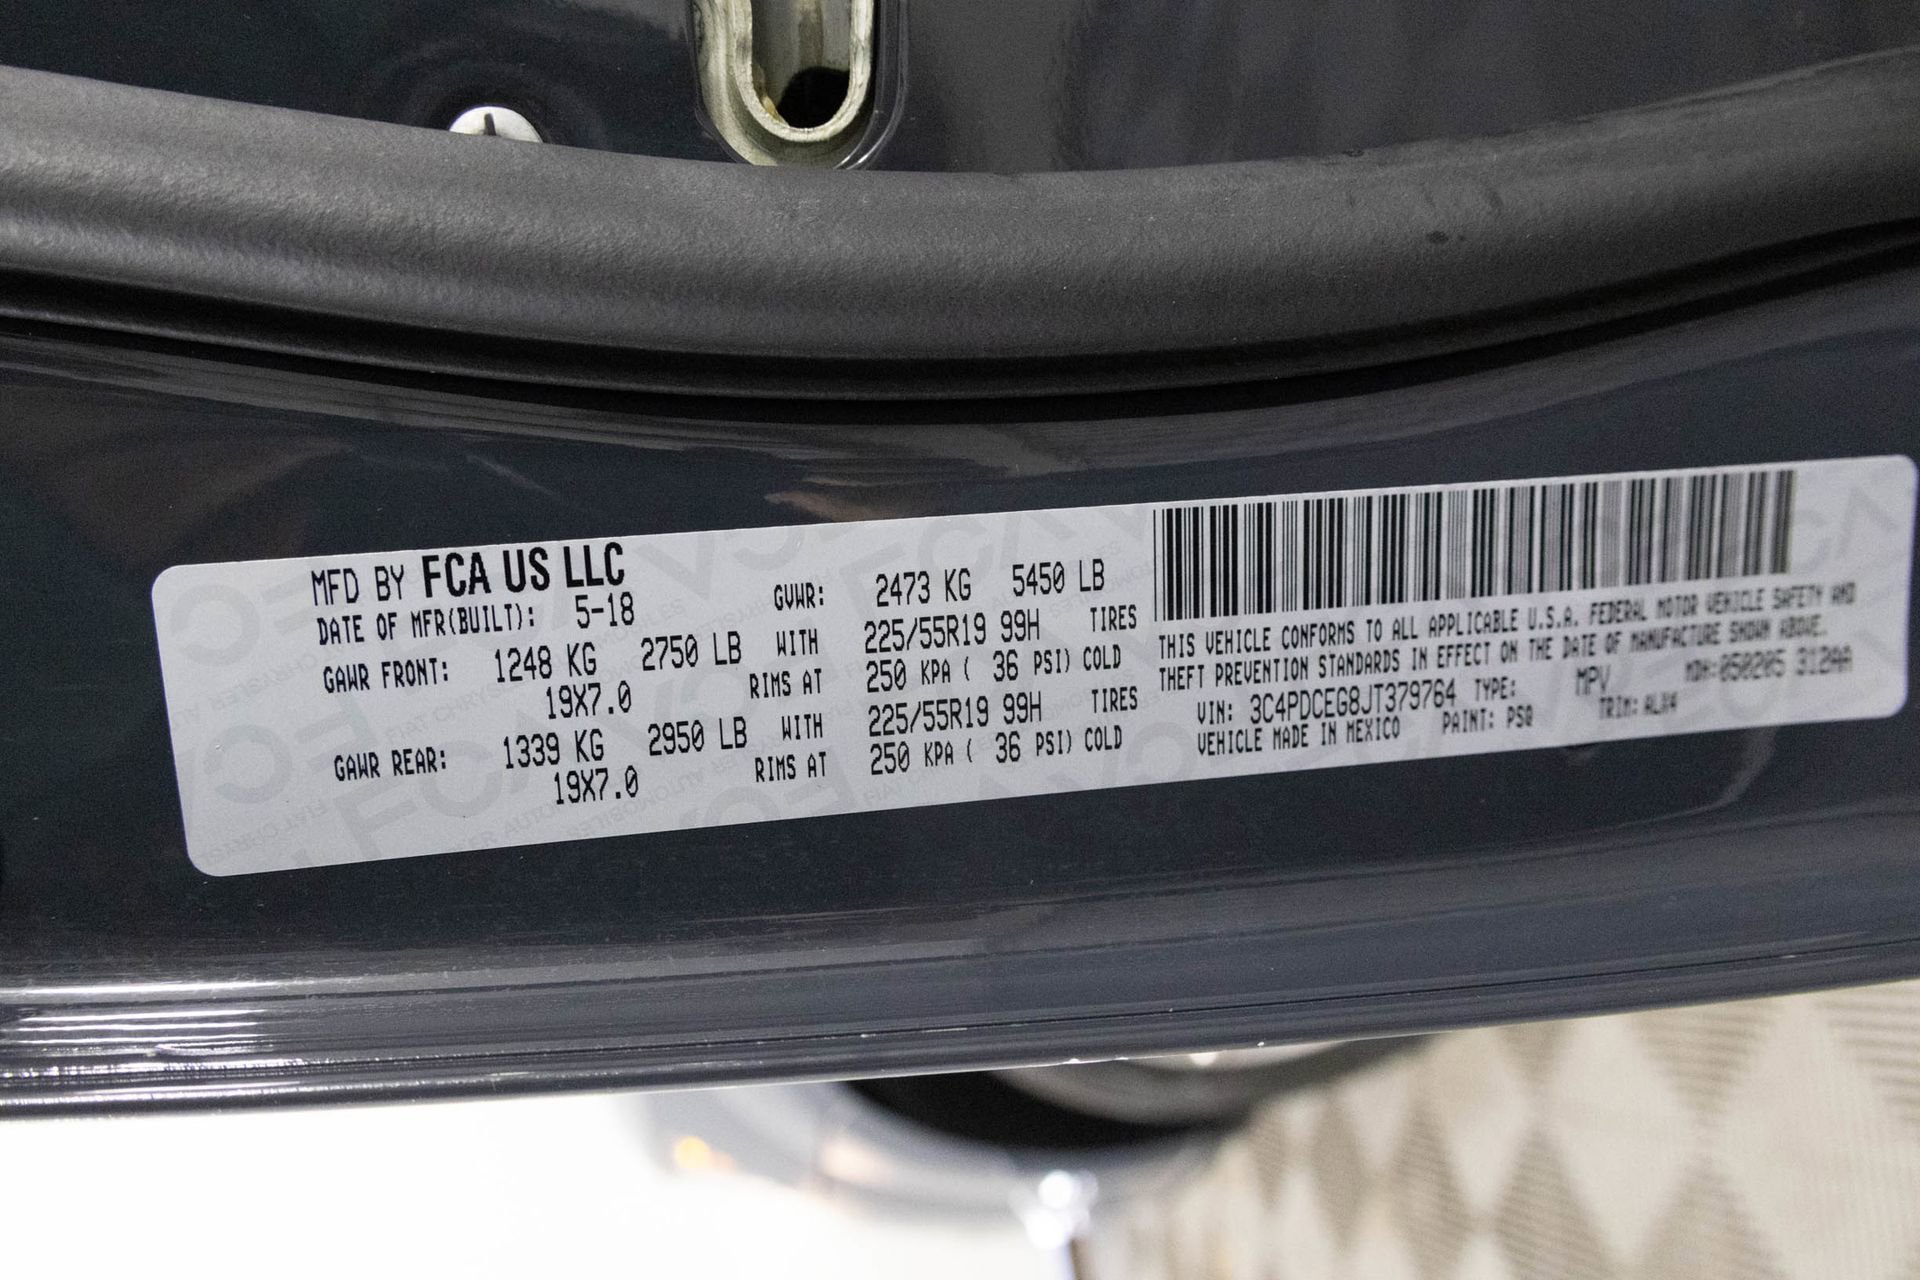 MFD BY FCA US LLC
DATE OF MFR(BUILT): 5-18 GVWR: 2473 KG 5450 LB
GAWR FRONT: 1248 KG 2750 LB WITH 225/55R19 99H TIRES
19X7.0 RIMS AT 250 KPA ( 36 PSI) COLD
GAWR REAR: 1339 KG 2950 LB WITH 225/55R19 99H TIRES
19X7.0 RIMS AT 250 KPA ( 36 PSI) COLD
THIS VEHICLE CONFORMS TO ALL APPLICABLE U.S.A. FEDERAL MOTOR VEHICLE SAFETY AND
THEFT PREVENTION STANDARDS IN EFFECT ON THE DATE OF MANUFACTURE SHOWN ABOVE.
VIN: 3C4PDCEG8JT379764 TYPE: MPV MDH:050205 312AA
VEHICLE MADE IN MEXICO PAINT: PSQ TRIM: